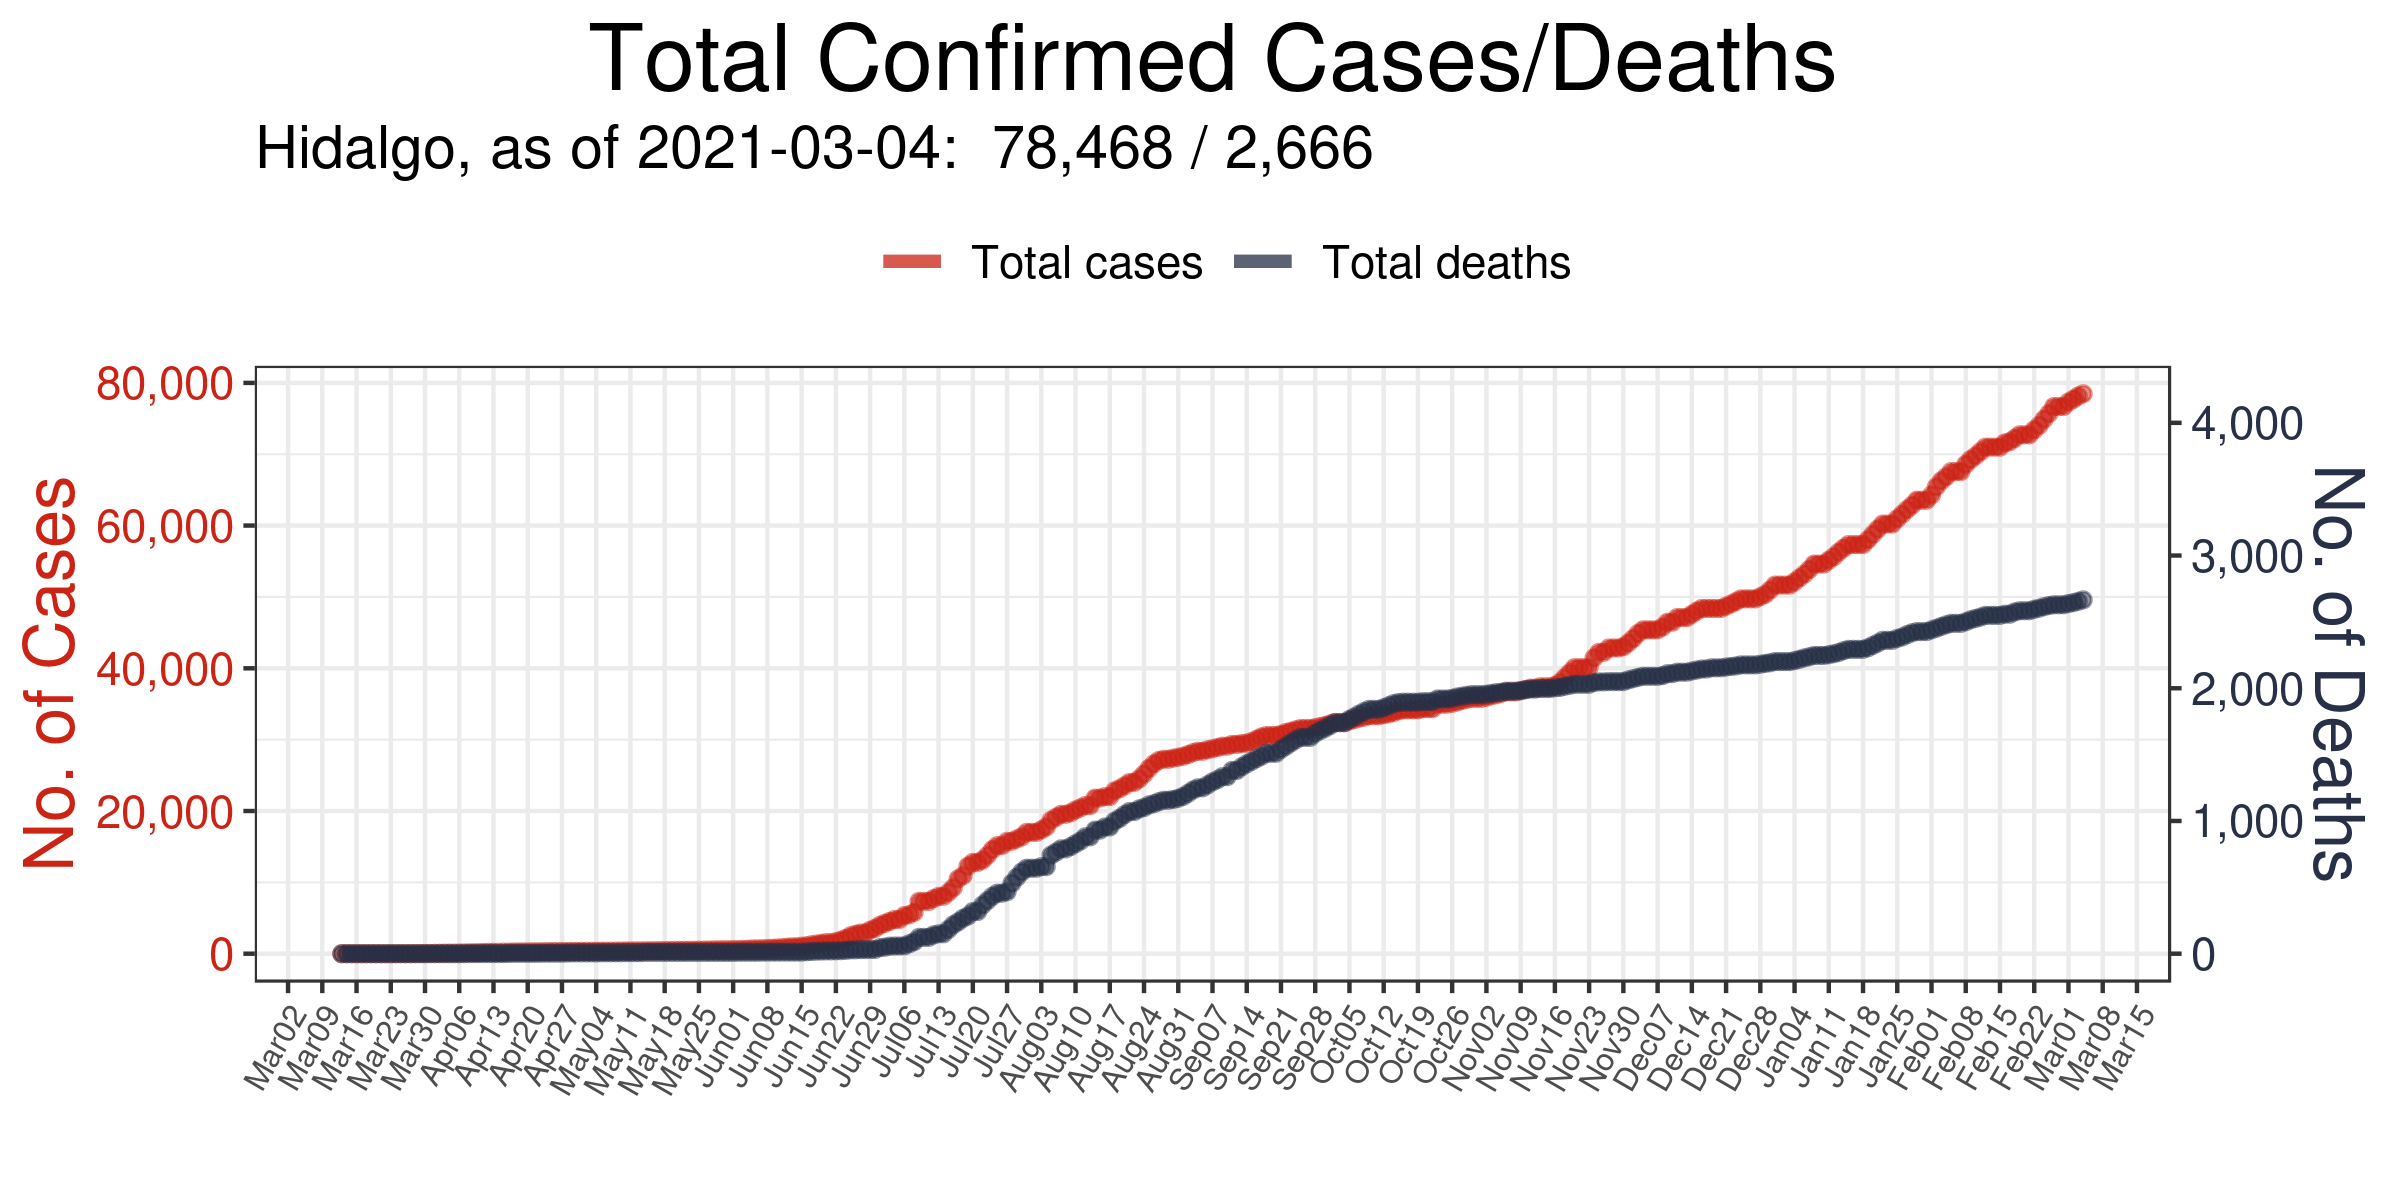 Total Confirmed Cases/Deaths
Hidalgo, as of 2021-03-04:  78,468 / 2,666
Total cases
Total deaths
No. of Cases
80,000
60,000
40,000
20,000
0
4,000
3,000
2,000
1,000
0
No. of Deaths
Mar02
Mar09
Mar16
Mar23
Mar30
Apr06
Apr13
Apr20
Apr27
May04
May11
May18
May25
Jun01
Jun08
Jun15
Jun22
Jun29
Jul06
Jul13
Jul20
Jul27
Aug03
Aug10
Aug17
Aug24
Aug31
Sep07
Sep14
Sep21
Sep28
Oct05
Oct12
Oct19
Oct26
Nov02
Nov09
Nov16
Nov23
Nov30
Dec07
Dec14
Dec21
Dec28
Jan04
Jan11
Jan18
Jan25
Feb01
Feb08
Feb15
Feb22
Mar01
Mar08
Mar15